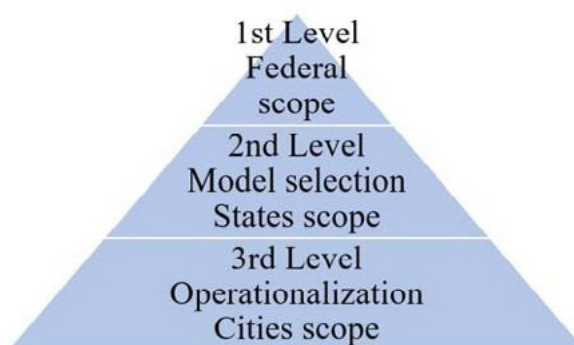 1st Level
Federal
scope
2nd Level
Model selection
States scope
3rd Level
Operationalization
Cities scope